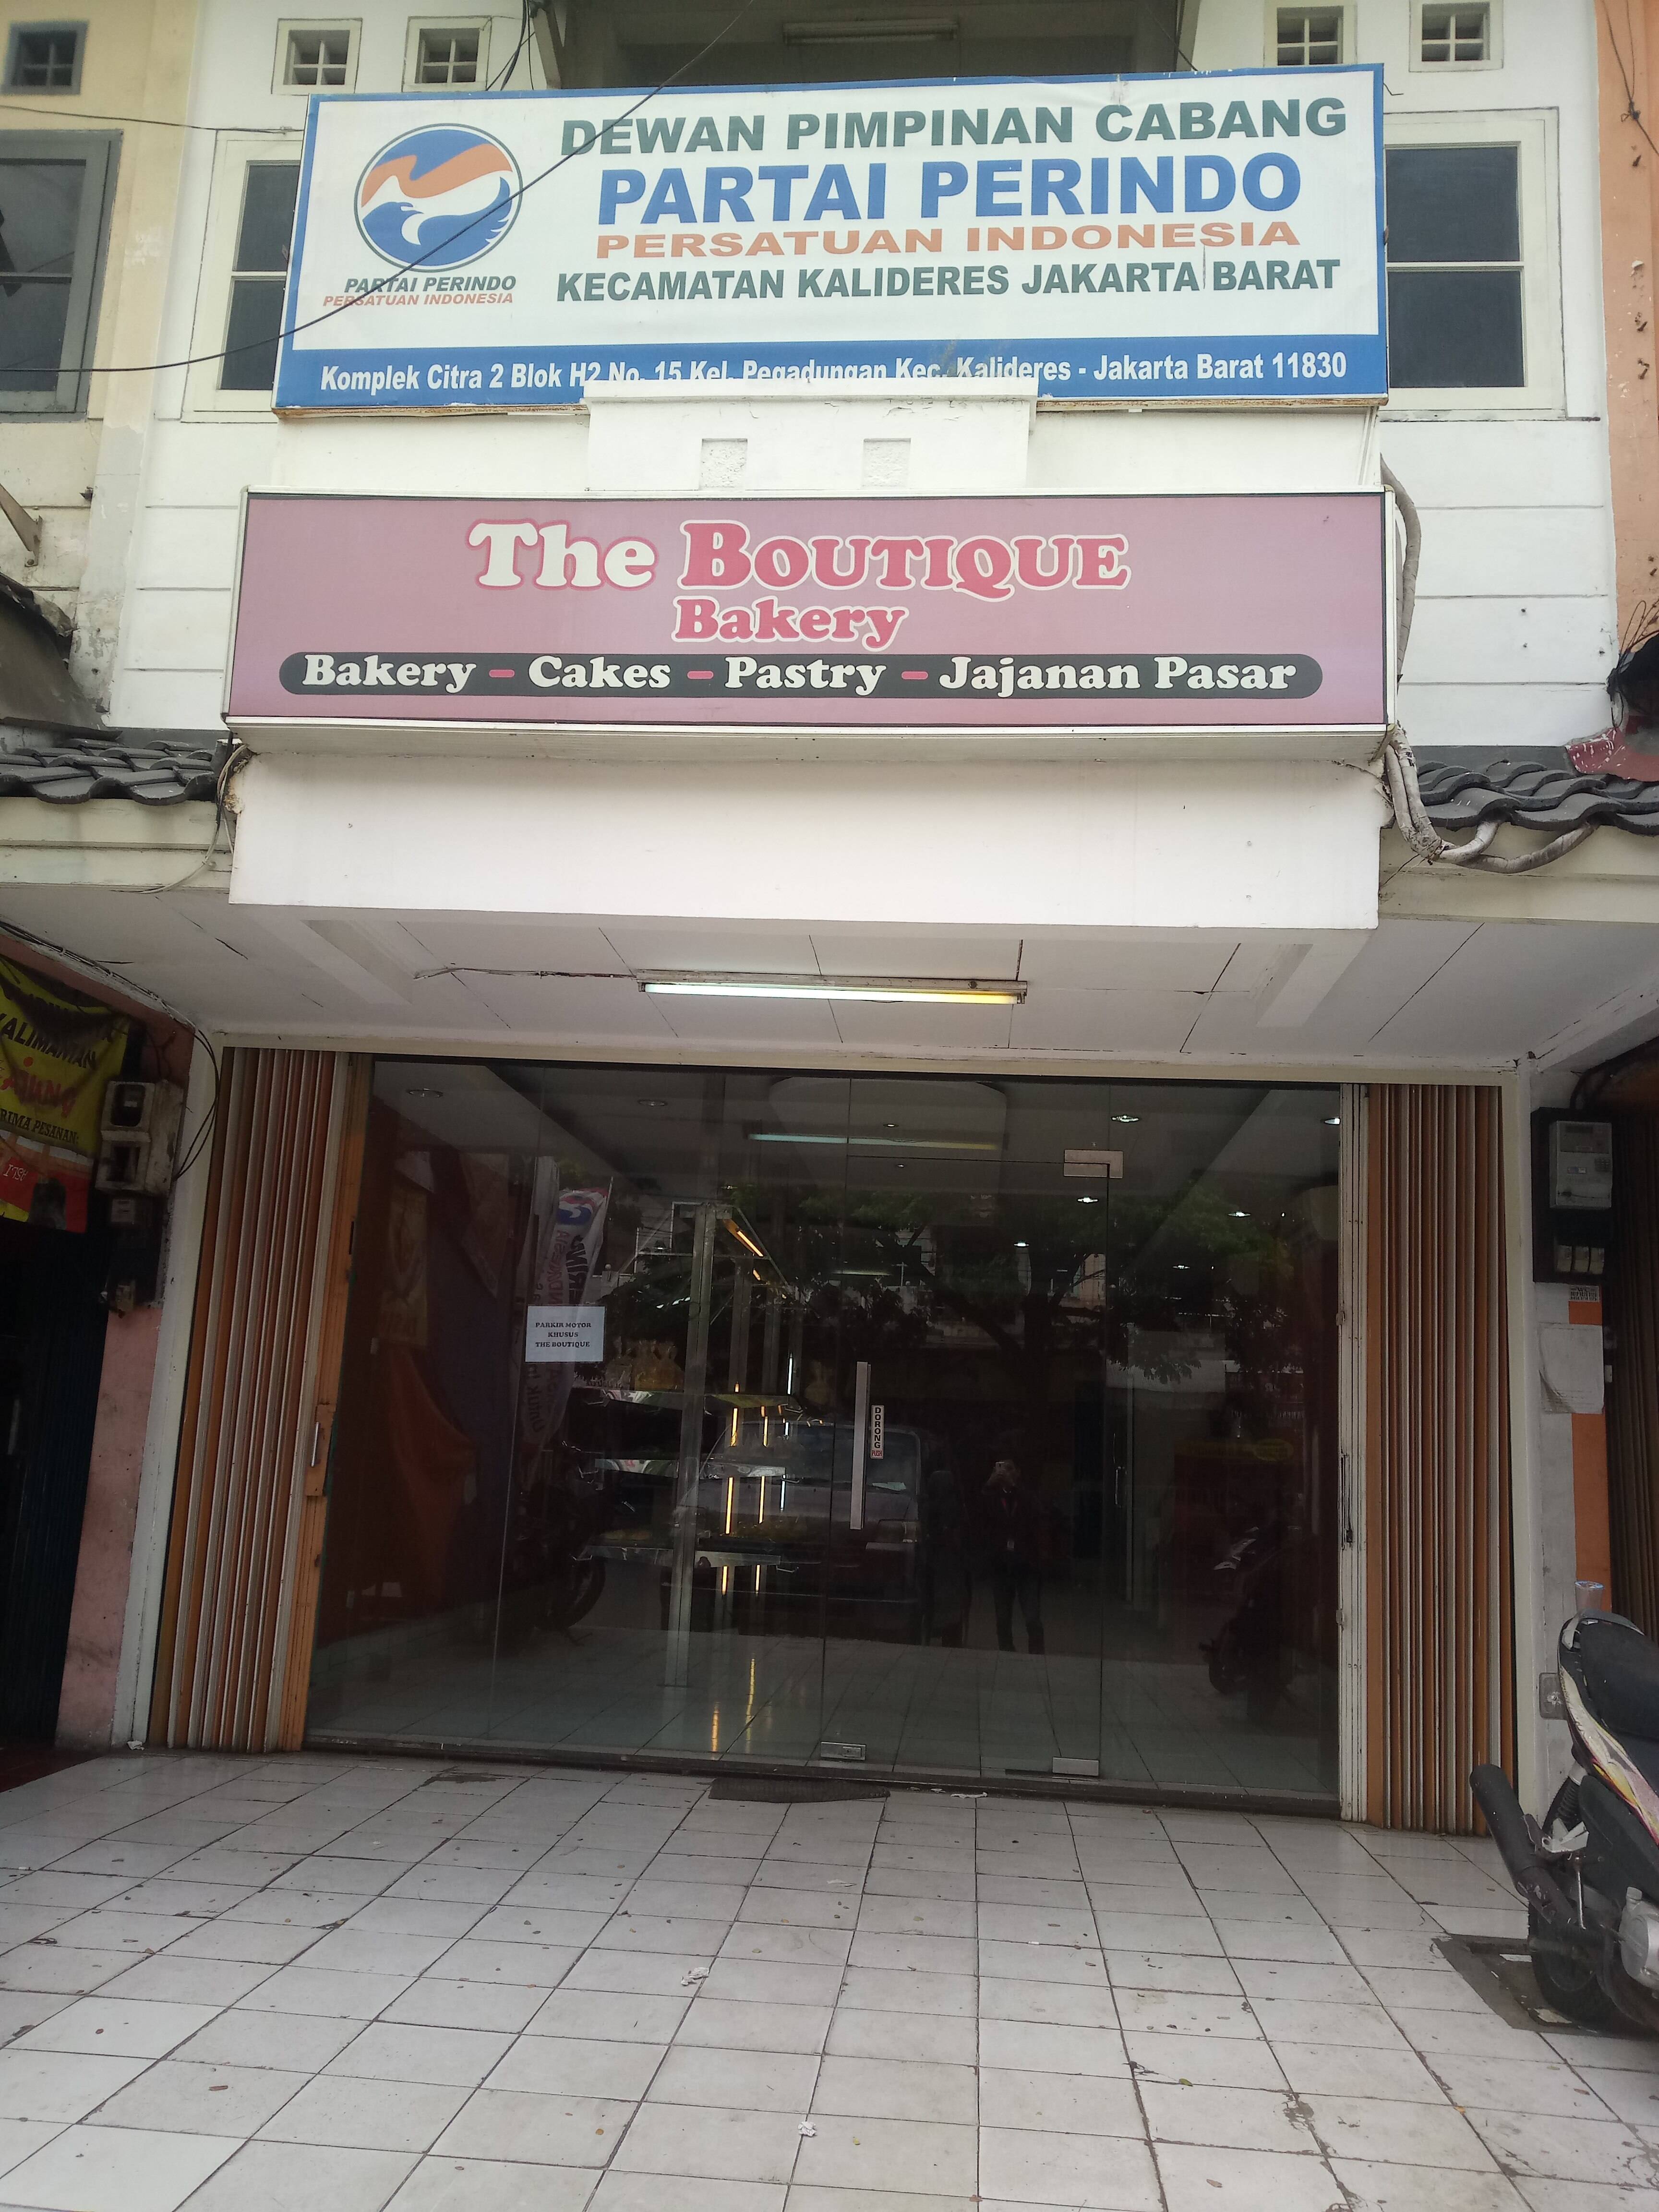 DEWAN PIMPINAN CABANG
PARTAI PERINDO
PERSATUAN INDONESIA
KECAMATAN KALIDERES JAKARTA BARAT
PARTAI PERINDO
PERSATUAN INDONESIA
Komplek Citra 2 Blok H2 No. 15 Kel. Pegadungan Kec. Kalideres - Jakarta Barat 11830
The BOUTIQUE
Bakery
Bakery - Cakes - Pastry - Jajanan Pasar
KALIMANTAN
PARKIR MOTOR
KHUSUS
THE BOUTIQUE
DORONG
PUSH